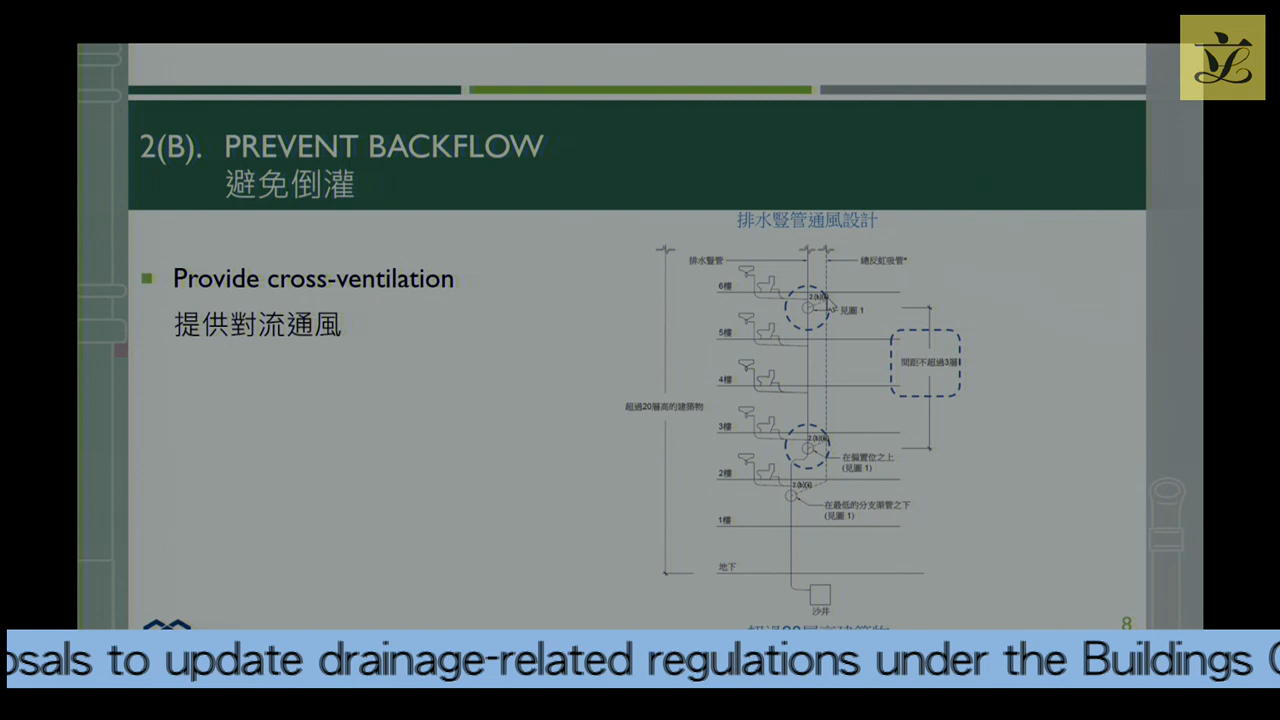 2(B). PREVENT BACKFLOW
避免倒灌
Provide cross-ventilation
提供對流通風
排水豎管通風設計
排水豎管
總反虹吸管*
6樓
見圖 1
5樓
間距不超過3層
4樓
超過20層高的建築物
3樓
在偏置位之上
(見圖 1)
2樓
在最低的分支渠管之下
(見圖 1)
1樓
地下
沙井
8
osals to update drainage-related regulations under the Buildings